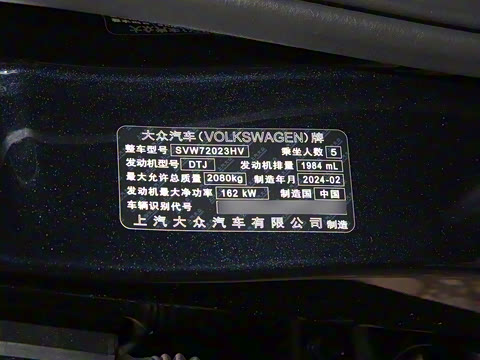 大众汽车(VOLKSWAGEN)牌
整车型号 SVW72023HV 乘坐人数 5
发动机型号 DTJ 发动机排量 1984 mL
最大允许总质量 2080kg 制造年月 2024-02
发动机最大净功率 162 kW 制造国 中国
车辆识别代号
上汽大众汽车有限公司 制造